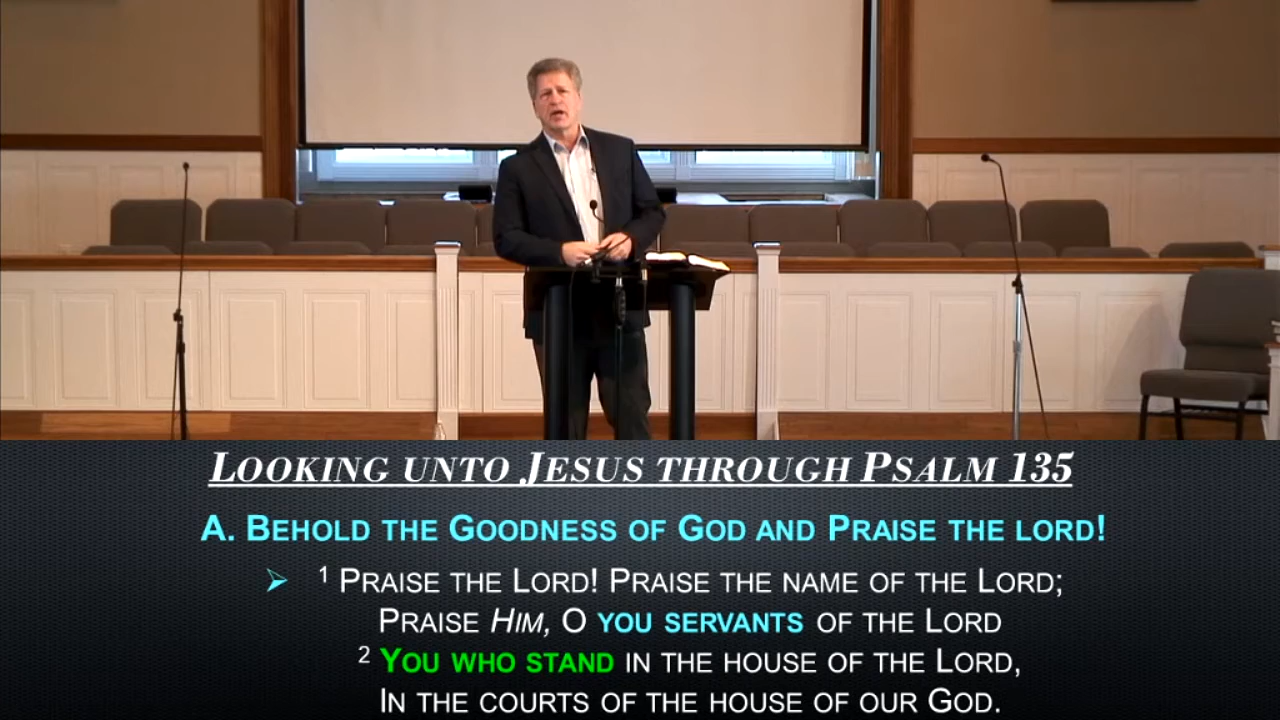 LOOKING UNTO JESUS THROUGH PSALM 135
A. BEHOLD THE GOODNESS OF GOD AND PRAISE THE LORD!
➢ ¹ PRAISE THE LORD! PRAISE THE NAME OF THE LORD;
PRAISE HIM, O YOU SERVANTS OF THE LORD
² YOU WHO STAND IN THE HOUSE OF THE LORD,
IN THE COURTS OF THE HOUSE OF OUR GOD.